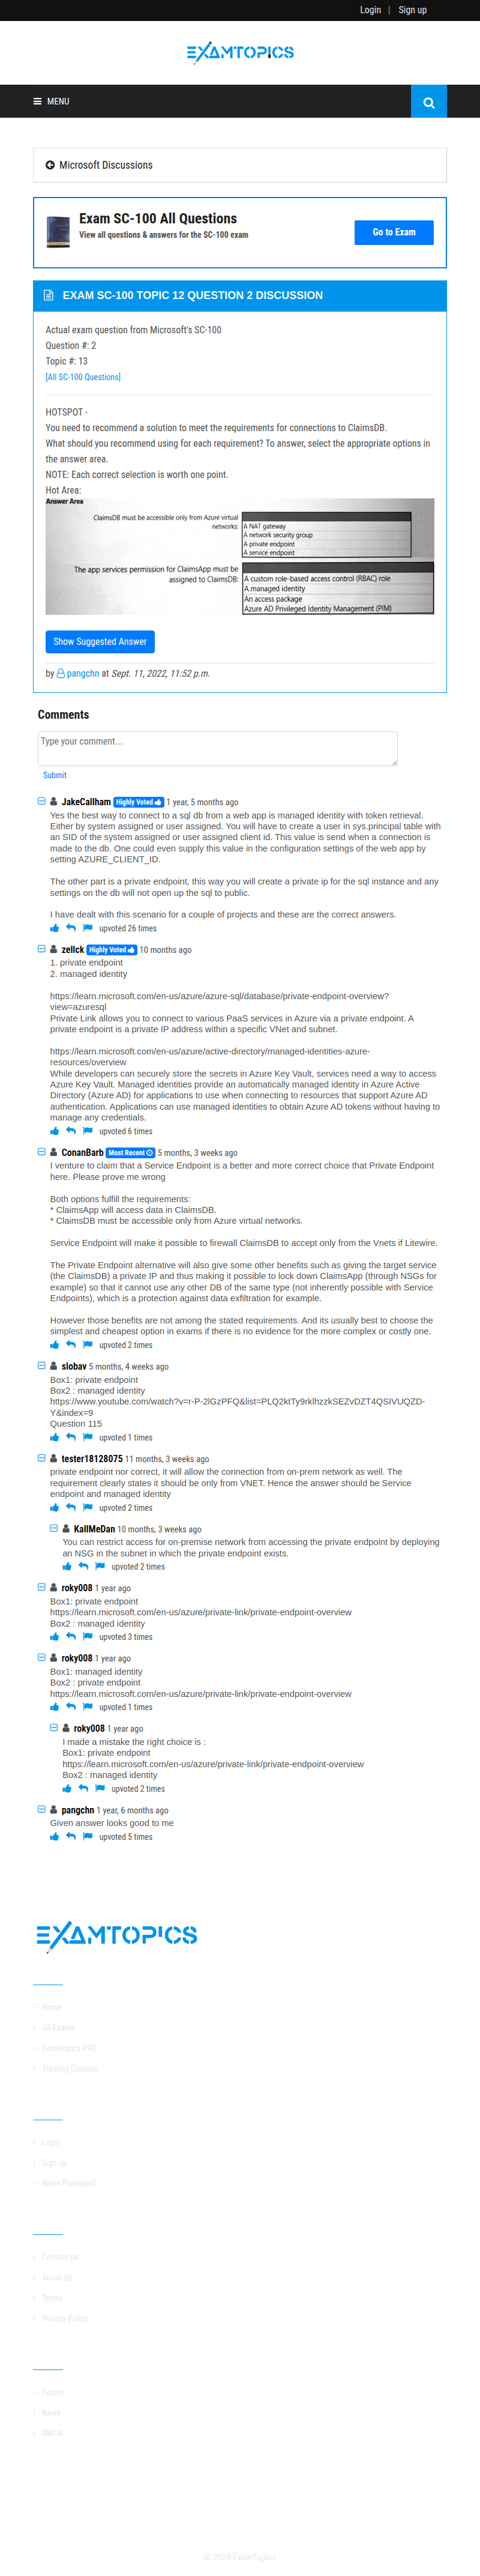 Login | Sign up
EXAMTOPICS
MENU
Microsoft Discussions
Exam SC-100 All Questions
View all questions & answers for the SC-100 exam
Go to Exam
EXAM SC-100 TOPIC 12 QUESTION 2 DISCUSSION
Actual exam question from Microsoft's SC-100
Question #: 2
Topic #: 13
[All SC-100 Questions]
HOTSPOT -
You need to recommend a solution to meet the requirements for connections to ClaimsDB.
What should you recommend using for each requirement? To answer, select the appropriate options in
the answer area.
NOTE: Each correct selection is worth one point.
Hot Area:
Answer Area
ClaimsDB must be accessible only from Azure virtual
networks:
A NAT gateway
A network security group
A private endpoint
A service endpoint
The app services permission for ClaimsApp must be
assigned to ClaimsDB:
A custom role-based access control (RBAC) role
A managed identity
An access package
Azure AD Privileged Identity Management (PIM)
Show Suggested Answer
by pangchn at Sept. 11, 2022, 11:52 p.m.
Comments
Type your comment...
Submit
JakeCallham Highly Voted 1 year, 5 months ago
Yes the best way to connect to a sql db from a web app is managed identity with token retrieval.
Either by system assigned or user assigned. You will have to create a user in sys.principal table with
an SID of the system assigned or user assigned client id. This value is send when a connection is
made to the db. One could even supply this value in the configuration settings of the web app by
setting AZURE_CLIENT_ID.
The other part is a private endpoint, this way you will create a private ip for the sql instance and any
settings on the db will not open up the sql to public.
I have dealt with this scenario for a couple of projects and these are the correct answers.
upvoted 26 times
zellck Highly Voted 10 months ago
1. private endpoint
2. managed identity
https://learn.microsoft.com/en-us/azure/azure-sql/database/private-endpoint-overview?
view=azuresql
Private Link allows you to connect to various PaaS services in Azure via a private endpoint. A
private endpoint is a private IP address within a specific VNet and subnet.
https://learn.microsoft.com/en-us/azure/active-directory/managed-identities-azure-
resources/overview
While developers can securely store the secrets in Azure Key Vault, services need a way to access
Azure Key Vault. Managed identities provide an automatically managed identity in Azure Active
Directory (Azure AD) for applications to use when connecting to resources that support Azure AD
authentication. Applications can use managed identities to obtain Azure AD tokens without having to
manage any credentials.
upvoted 6 times
ConanBarb Most Recent 5 months, 3 weeks ago
I venture to claim that a Service Endpoint is a better and more correct choice that Private Endpoint
here. Please prove me wrong
Both options fulfill the requirements:
* ClaimsApp will access data in ClaimsDB.
* ClaimsDB must be accessible only from Azure virtual networks.
Service Endpoint will make it possible to firewall ClaimsDB to accept only from the Vnets if Litewire.
The Private Endpoint alternative will also give some other benefits such as giving the target service
(the ClaimsDB) a private IP and thus making it possible to lock down ClaimsApp (through NSGs for
example) so that it cannot use any other DB of the same type (not inherently possible with Service
Endpoints), which is a protection against data exfiltration for example.
However those benefits are not among the stated requirements. And its usually best to choose the
simplest and cheapest option in exams if there is no evidence for the more complex or costly one.
upvoted 2 times
slobav 5 months, 4 weeks ago
Box1: private endpoint
Box2 : managed identity
https://www.youtube.com/watch?v=r-P-2lGzPFQ&list=PLQ2ktTy9rklhzzkSEZvDZT4QSIVUQZD-
Y&index=9
Question 115
upvoted 1 times
tester18128075 11 months, 3 weeks ago
private endpoint nor correct, it will allow the connection from on-prem network as well. The
requirement clearly states it should be only from VNET. Hence the answer should be Service
endpoint and managed identity
upvoted 2 times
KallMeDan 10 months, 3 weeks ago
You can restrict access for on-premise network from accessing the private endpoint by deploying
an NSG in the subnet in which the private endpoint exists.
upvoted 2 times
roky008 1 year ago
Box1: private endpoint
https://learn.microsoft.com/en-us/azure/private-link/private-endpoint-overview
Box2 : managed identity
upvoted 3 times
roky008 1 year ago
Box1: managed identity
Box2 : private endpoint
https://learn.microsoft.com/en-us/azure/private-link/private-endpoint-overview
upvoted 1 times
roky008 1 year ago
I made a mistake the right choice is :
Box1: private endpoint
https://learn.microsoft.com/en-us/azure/private-link/private-endpoint-overview
Box2 : managed identity
upvoted 2 times
pangchn 1 year, 6 months ago
Given answer looks good to me
upvoted 5 times
EXAMTOPICS
Home
All Exams
Examtopics PRO
Training Courses
Login
Sign up
Reset Password
Contact Us
About Us
Terms
Privacy Policy
Forum
News
DMCA
© 2024 ExamTopics